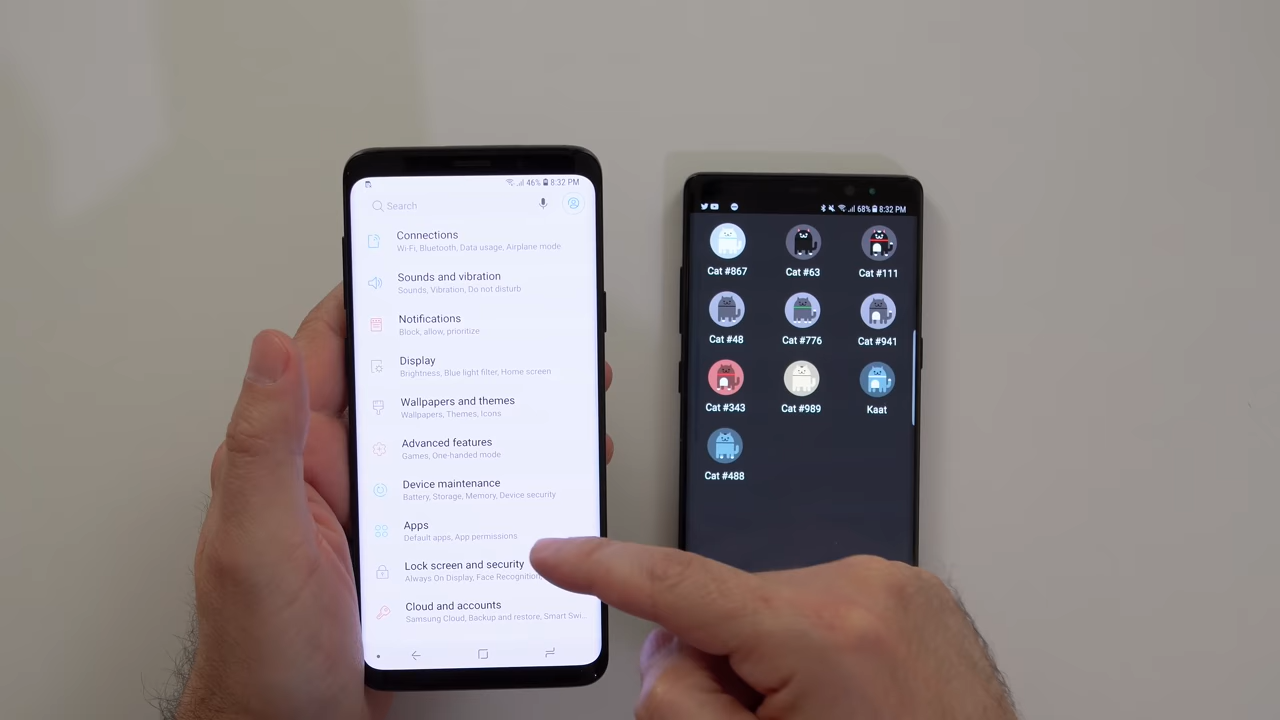 46% 8:32 PM
Search
Connections
Wi-Fi, Bluetooth, Data usage, Airplane mode
Sounds and vibration
Sounds, Vibration, Do not disturb
Notifications
Block, allow, prioritize
Display
Brightness, Blue light filter, Home screen
Wallpapers and themes
Wallpapers, Themes, Icons
Advanced features
Games, One-handed mode
Device maintenance
Battery, Storage, Memory, Device security
Apps
Default apps, App permissions
Lock screen and security
Always On Display, Face Recognition,
Cloud and accounts
Samsung Cloud, Backup and restore, Smart Swi...
68% 8:32 PM
Cat #867 Cat #63 Cat #111
Cat #48 Cat #776 Cat #941
Cat #343 Cat #989 Kaat
Cat #488